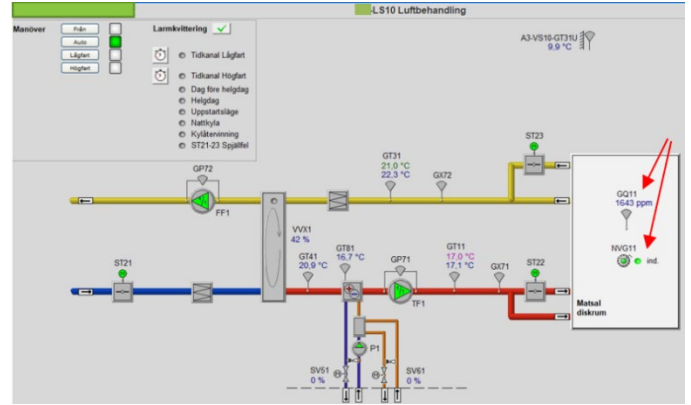 -LS10 Luftbehandling
Manöver
Från
Auto
Lågfart
Högfart
Larmkvittering
Tidkanal Lågfart
Tidkanal Högfart
Dag före helgdag
Helgdag
Uppstartsläge
Nattkyla
Kylåtervinning
ST21-23 Spjällfel
A3-VS10-GT31U
9,9 °C
ST23
GP72
FF1
GT31
21,0 °C
22,3 °C
GX72
GQ11
1643 ppm
NVG11
ind.
VVX1
42 %
ST21
GT41
20,9 °C
GT81
16,7 °C
GP71
TF1
GT11
17,0 °C
17,1 °C
GX71
ST22
Matsal
diskrum
P1
SV51
0 %
SV61
0 %